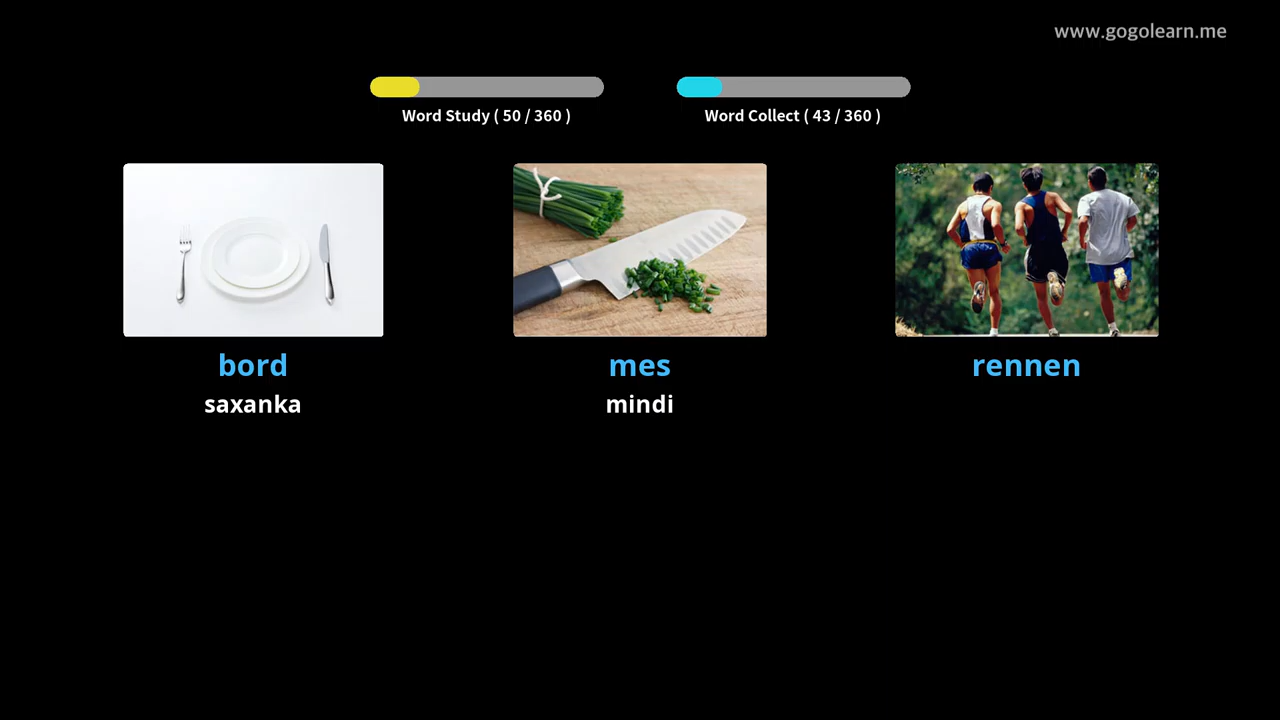 www.gogolearn.me
Word Study ( 50 / 360 )
Word Collect ( 43 / 360 )
bord
mes
rennen
saxanka
mindi